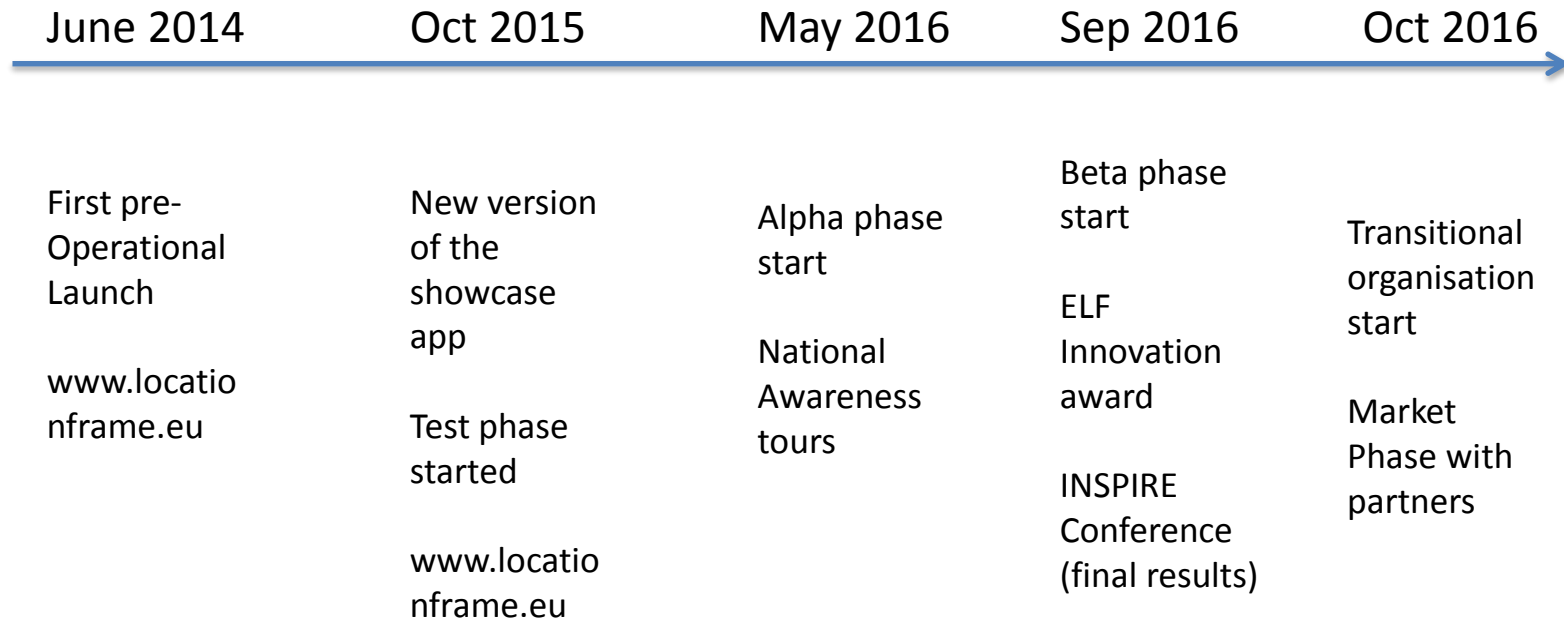 June 2014
Oct 2015
May 2016
Sep 2016
Oct 2016
First pre-
Operational
Launch
www.locatio
nframe.eu
New version
of the
showcase
app
Test phase
started
www.locatio
nframe.eu
Alpha phase
start
National
Awareness
tours
Beta phase
start
ELF
Innovation
award
INSPIRE
Conference
(final results)
Transitional
organisation
start
Market
Phase with
partners